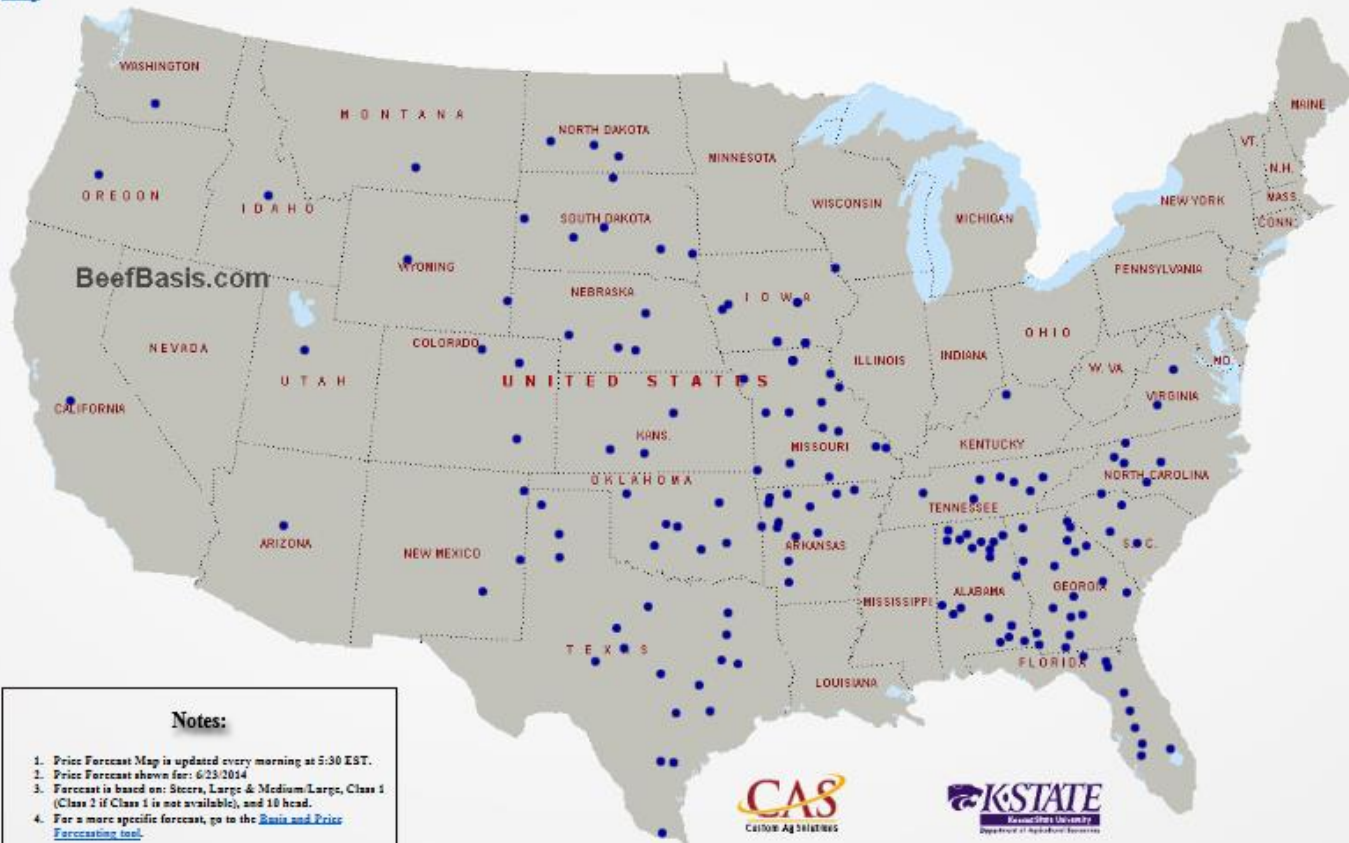 WASHINGTON
MONTANA
NORTH DAKOTA
MINNESOTA
MAINE
VT.
N.H.
OREGON
IDAHO
SOUTH DAKOTA
WISCONSIN
MICHIGAN
NEW YORK
MASS.
CONN.
BeefBasis.com
WYOMING
NEBRASKA
IOWA
PENNSYLVANIA
NEVADA
UTAH
COLORADO
ILLINOIS
INDIANA
OHIO
W. VA.
MD.
UNITED STATES
CALIFORNIA
KANS.
MISSOURI
KENTUCKY
VIRGINIA
OKLAHOMA
TENNESSEE
NORTH CAROLINA
ARIZONA
NEW MEXICO
ARKANSAS
S.C.
MISSISSIPPI
ALABAMA
GEORGIA
TEXAS
LOUISIANA
FLORIDA
Notes:
1. Price Forecast Map is updated every morning at 5:30 EST.
2. Price Forecast shown for: 6/23/2014
3. Forecast is based on: Steers, Large & Medium/Large, Class 1
(Class 2 if Class 1 is not available), and 10 head.
4. For a more specific forecast, go to the Basis and Price
Forecasting tool.
CAS
Custom Ag Solutions
K-STATE
Kansas State University
Department of Agricultural Economics